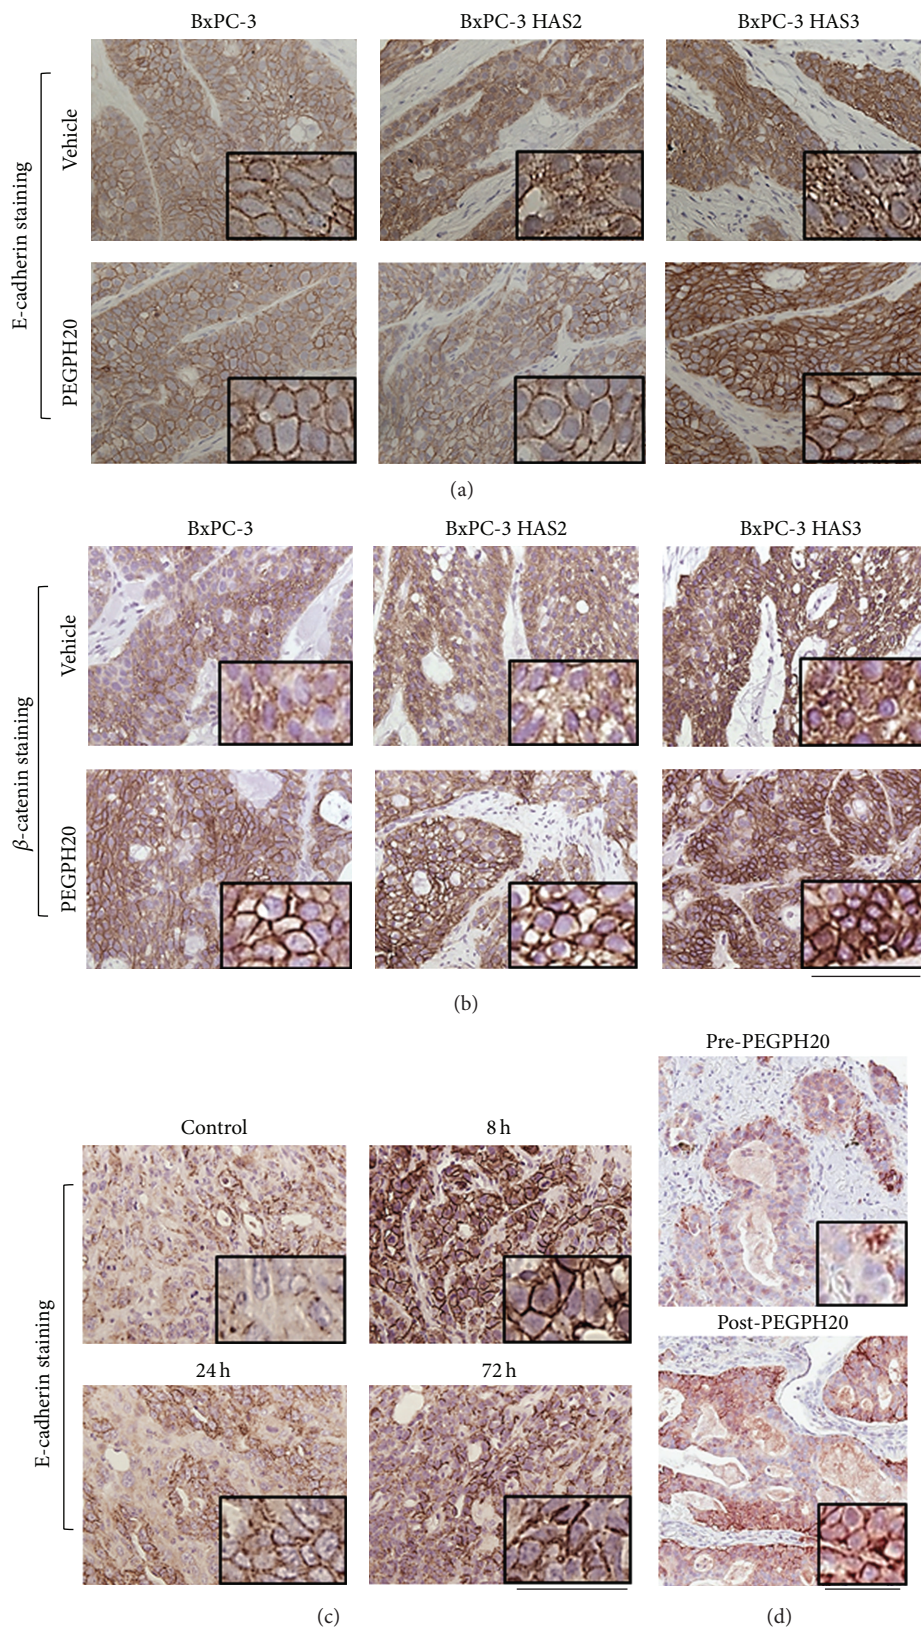 BxPC-3 BxPC-3 HAS2 BxPC-3 HAS3
E-cadherin staining
Vehicle
PEGPH20
(a)
BxPC-3 BxPC-3 HAS2 BxPC-3 HAS3
β-catenin staining
Vehicle
PEGPH20
(b)
Control 8 h
24 h 72 h
E-cadherin staining
(c)
Pre-PEGPH20
Post-PEGPH20
(d)